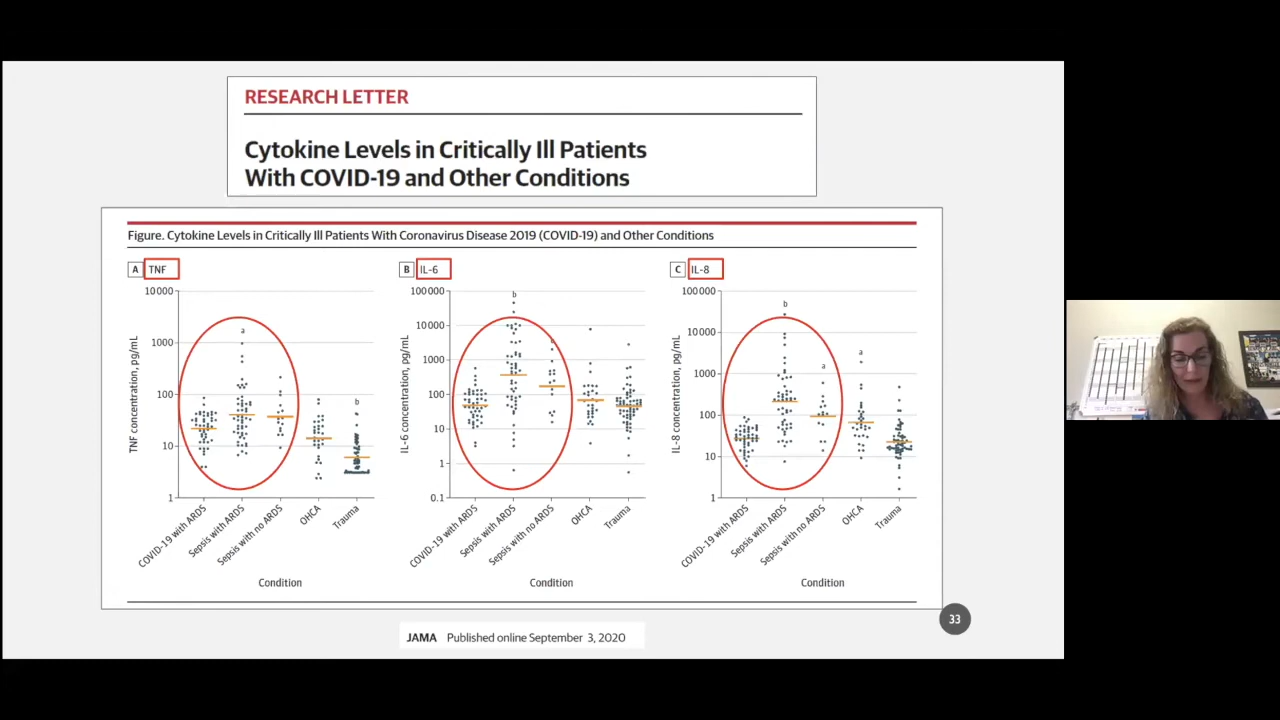 RESEARCH LETTER
Cytokine Levels in Critically Ill Patients
With COVID-19 and Other Conditions
Figure. Cytokine Levels in Critically Ill Patients With Coronavirus Disease 2019 (COVID-19) and Other Conditions
A TNF
10000
1000
100
10
1
TNF concentration, pg/mL
a
b
COVID-19 with ARDS
Sepsis with ARDS
Sepsis with no ARDS
OHCA
Trauma
Condition
B IL-6
100000
10000
1000
100
10
1
0.1
IL-6 concentration, pg/mL
b
COVID-19 with ARDS
Sepsis with ARDS
Sepsis with no ARDS
OHCA
Trauma
Condition
C IL-8
100000
10000
1000
100
10
1
IL-8 concentration, pg/mL
b
a
a
COVID-19 with ARDS
Sepsis with ARDS
Sepsis with no ARDS
OHCA
Trauma
Condition
33
JAMA Published online September 3, 2020